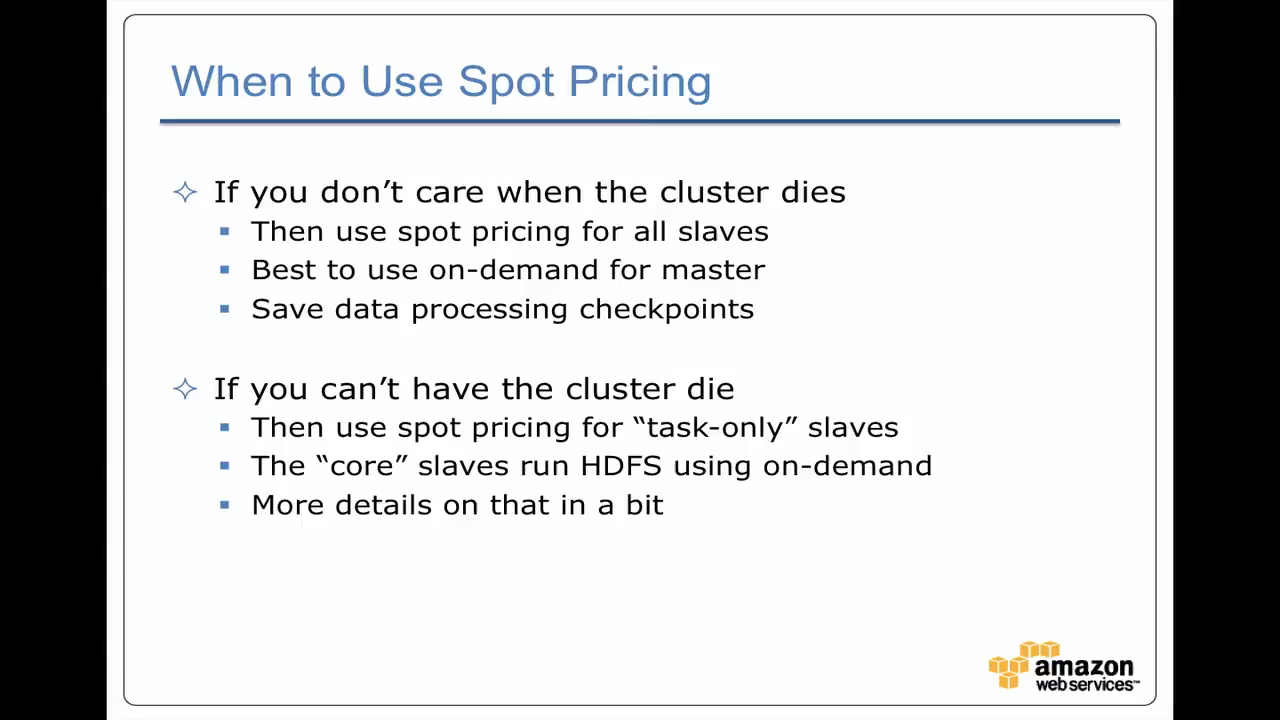 When to Use Spot Pricing
If you don’t care when the cluster dies
Then use spot pricing for all slaves
Best to use on-demand for master
Save data processing checkpoints
If you can’t have the cluster die
Then use spot pricing for “task-only” slaves
The “core” slaves run HDFS using on-demand
More details on that in a bit
amazon
web services™